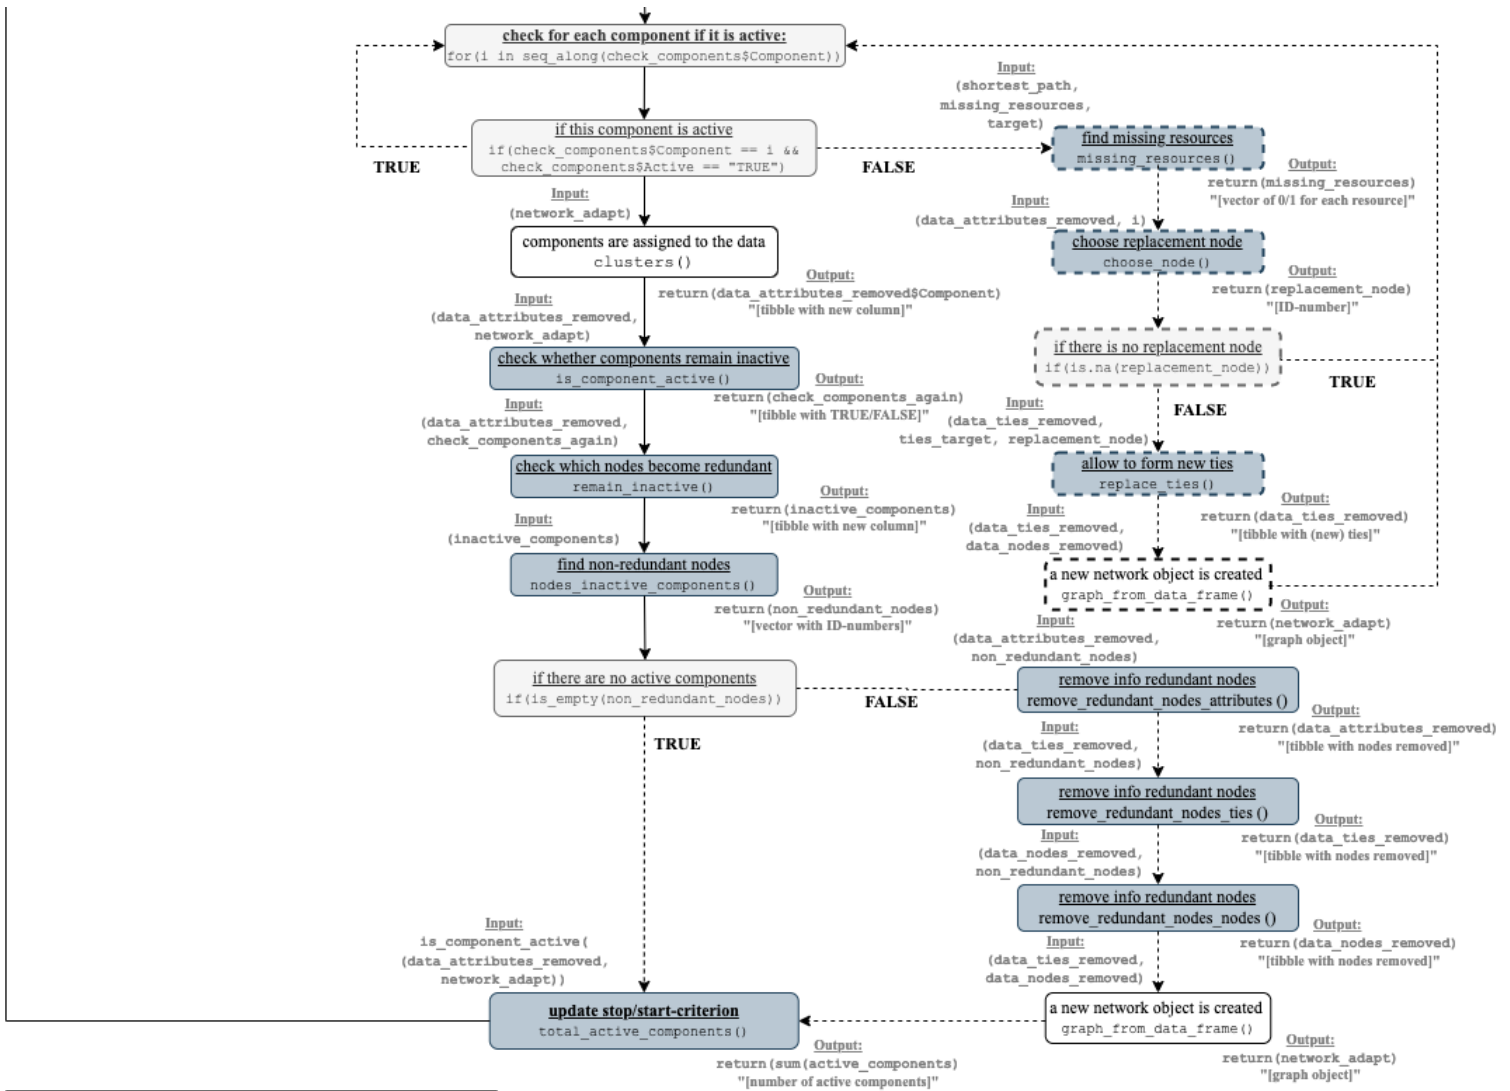 check for each component if it is active:
for(i in seq_along(check_components$Component))
Input:
(shortest_path,
missing_resources,
target)
if this component is active
if(check_components$Component == i &&
check_components$Active == "TRUE")
TRUE
FALSE
find missing resources
missing_resources()
Output:
return(missing_resources)
"[vector of 0/1 for each resource]"
Input:
(network_adapt)
Input:
(data_attributes_removed, i)
components are assigned to the data
clusters()
choose replacement node
choose_node()
Output:
return(data_attributes_removed$Component)
"[tibble with new column]"
Output:
return(replacement_node)
"[ID-number]"
Input:
(data_attributes_removed,
network_adapt)
if there is no replacement node
if(is.na(replacement_node))
TRUE
FALSE
check whether components remain inactive
is_component_active()
Output:
return(check_components_again)
"[tibble with TRUE/FALSE]"
Input:
(data_attributes_removed,
check_components_again)
Input:
(data_ties_removed,
ties_target, replacement_node)
check which nodes become redundant
remain_inactive()
allow to form new ties
replace_ties()
Output:
return(inactive_components)
"[tibble with new column]"
Output:
return(data_ties_removed)
"[tibble with (new) ties]"
Input:
(inactive_components)
Input:
(data_ties_removed,
data_nodes_removed)
find non-redundant nodes
nodes_inactive_components()
a new network object is created
graph_from_data_frame()
Output:
return(non_redundant_nodes)
"[vector with ID-numbers]"
Output:
return(network_adapt)
"[graph object]"
Input:
(data_attributes_removed,
non_redundant_nodes)
if there are no active components
if(is_empty(non_redundant_nodes))
FALSE
TRUE
remove info redundant nodes
remove_redundant_nodes_attributes ()
Output:
return(data_attributes_removed)
"[tibble with nodes removed]"
Input:
(data_ties_removed,
non_redundant_nodes)
remove info redundant nodes
remove_redundant_nodes_ties ()
Output:
return(data_ties_removed)
"[tibble with nodes removed]"
Input:
(data_nodes_removed,
non_redundant_nodes)
remove info redundant nodes
remove_redundant_nodes_nodes ()
Output:
return(data_nodes_removed)
"[tibble with nodes removed]"
Input:
is_component_active(
(data_attributes_removed,
network_adapt))
Input:
(data_ties_removed,
data_nodes_removed)
update stop/start-criterion
total_active_components()
a new network object is created
graph_from_data_frame()
Output:
return(sum(active_components)
"[number of active components]"
Output:
return(network_adapt)
"[graph object]"